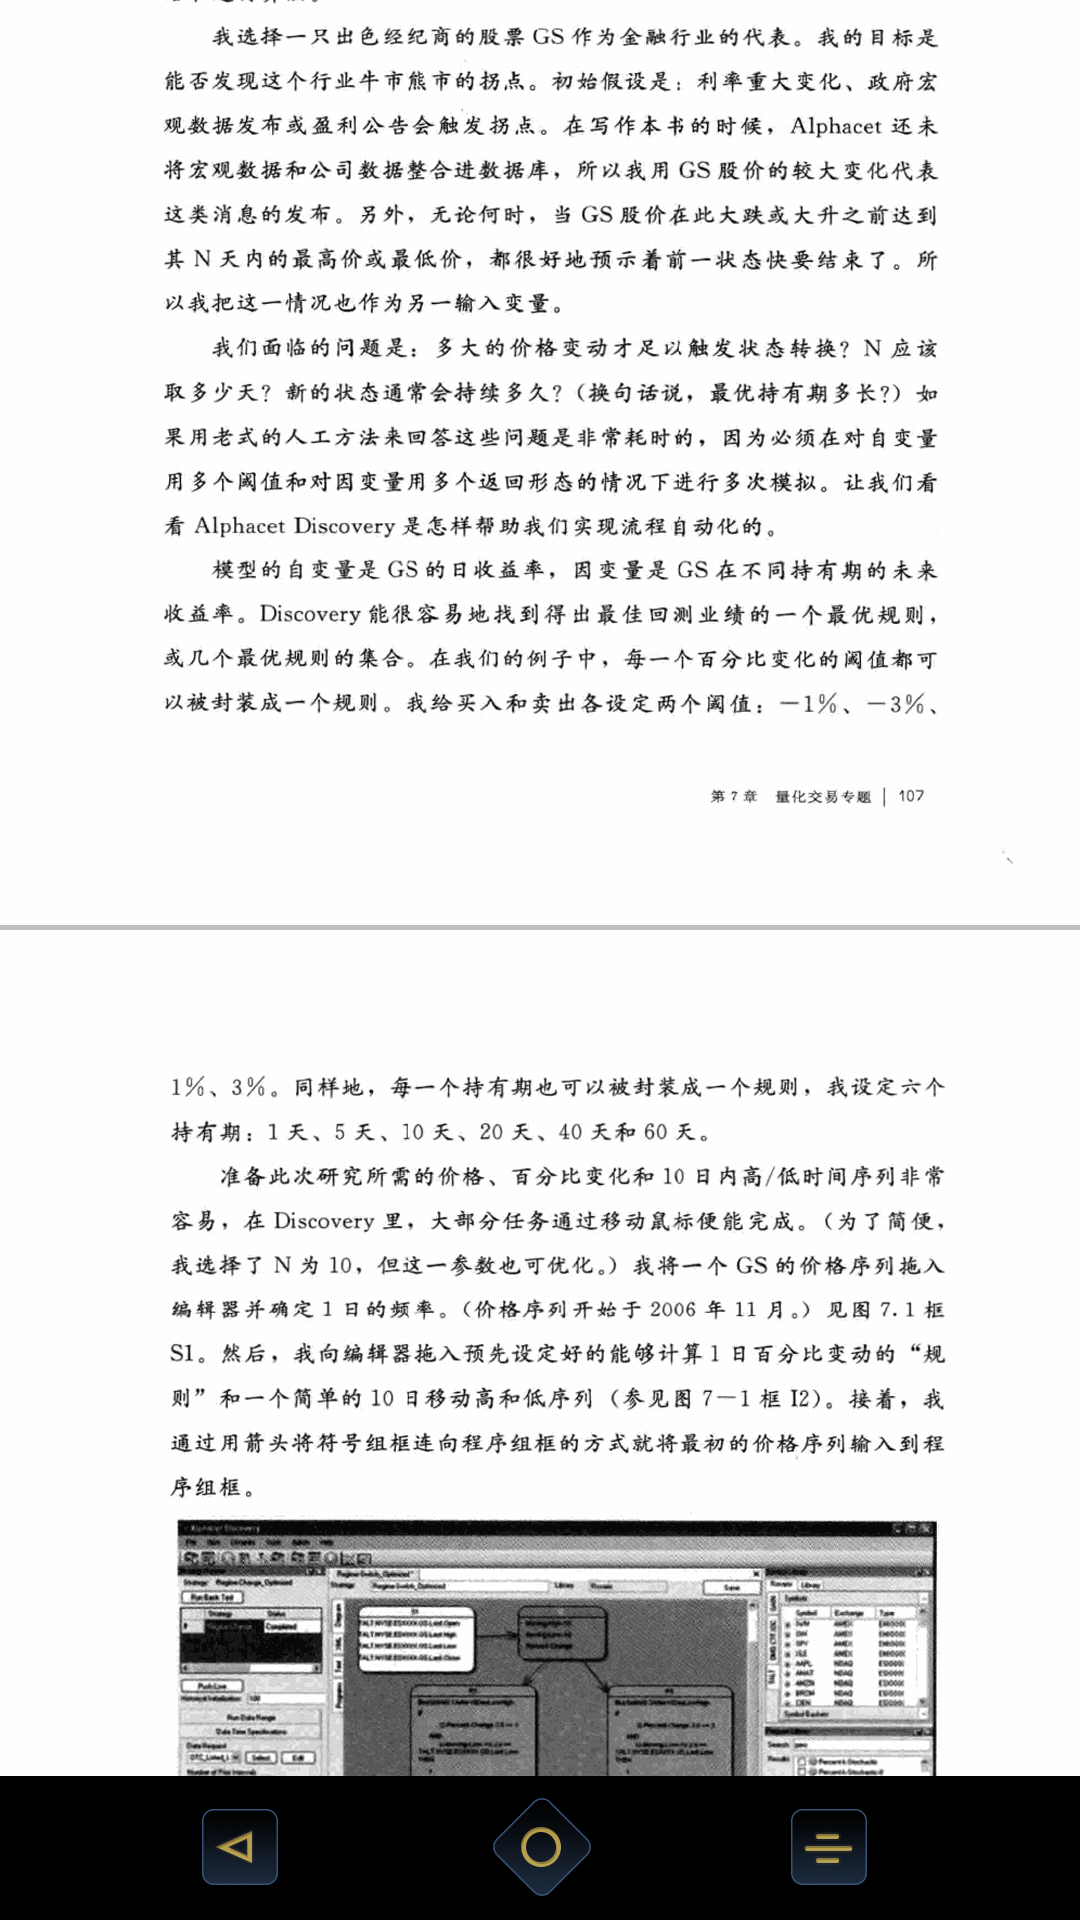 我选择一只出色经纪商的股票 GS 作为金融行业的代表。我的目标是
能否发现这个行业牛市熊市的拐点。初始假设是：利率重大变化、政府宏
观数据发布或盈利公告会触发拐点。在写作本书的时候，Alphacet 还未
将宏观数据和公司数据整合进数据库，所以我用 GS 股价的较大变化代表
这类消息的发布。另外，无论何时，当 GS 股价在此大跌或大升之前达到
其 N 天内的最高价或最低价，都很好地预示着前一状态快要结束了。所
以我把这一情况也作为另一输入变量。
我们面临的问题是：多大的价格变动才足以触发状态转换？N 应该
取多少天？新的状态通常会持续多久？（换句话说，最优持有期多长？）如
果用老式的人工方法来回答这些问题是非常耗时的，因为必须在对自变量
用多个阈值和对因变量用多个返回形态的情况下进行多次模拟。让我们看
看 Alphacet Discovery 是怎样帮助我们实现流程自动化的。
模型的自变量是 GS 的日收益率，因变量是 GS 在不同持有期的未来
收益率。Discovery 能很容易地找到得出最佳回测业绩的一个最优规则，
或几个最优规则的集合。在我们的例子中，每一个百分比变化的阈值都可
以被封装成一个规则。我给买入和卖出各设定两个阈值：－1％、－3％、
第 7 章 量化交易专题 | 107
1％、3％。同样地，每一个持有期也可以被封装成一个规则，我设定六个
持有期：1 天、5 天、10 天、20 天、40 天和 60 天。
准备此次研究所需的价格、百分比变化和 10 日内高/低时间序列非常
容易，在 Discovery 里，大部分任务通过移动鼠标便能完成。（为了简便，
我选择了 N 为 10，但这一参数也可优化。）我将一个 GS 的价格序列拖入
编辑器并确定 1 日的频率。（价格序列开始于 2006 年 11 月。）见图 7.1 框
S1。然后，我向编辑器拖入预先设定好的能够计算 1 日百分比变动的“规
则”和一个简单的 10 日移动高和低序列（参见图 7－1 框 I2）。接着，我
通过用箭头将符号组框连向程序组框的方式就将最初的价格序列输入到程
序组框。
Alphacet Discovery
Run Back Test
Strategy Status
Completed
Push Live
Run Date Range
Data Time Specifications
Data Request
Select Edit
Save
S1
Symbol Exchange Type